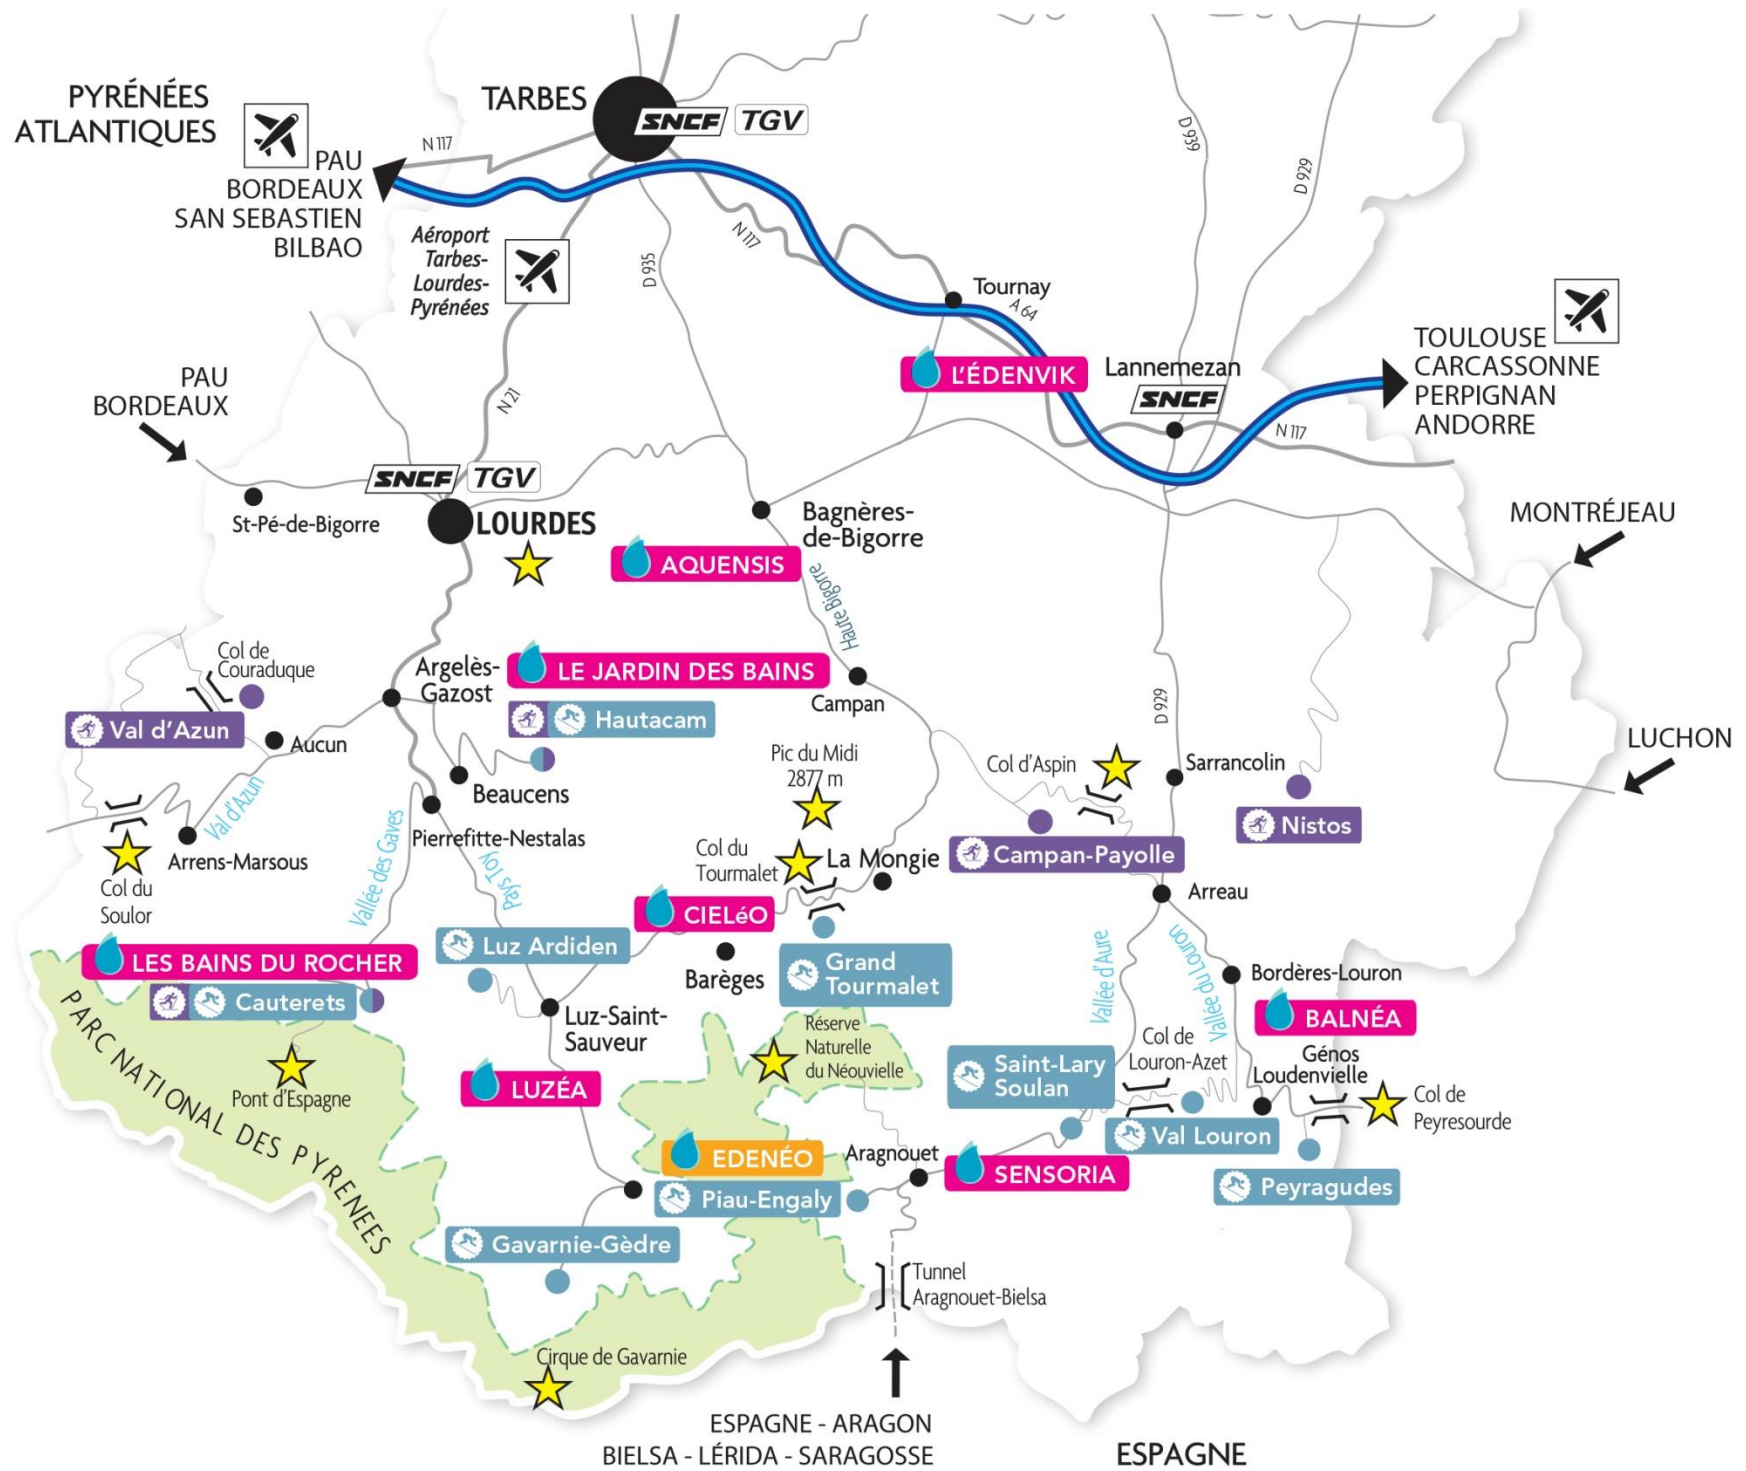 PYRÉNÉES
ATLANTIQUES
PAU
BORDEAUX
SAN SEBASTIEN
BILBAO
N 117
TARBES
SNCF TGV
Aéroport
Tarbes-
Lourdes-
Pyrénées
N 21
D 935
N 117
D 939
D 929
Tournay
A 64
L'ÉDENVIK
Lannemezan
SNCF
N 117
TOULOUSE
CARCASSONNE
PERPIGNAN
ANDORRE
PAU
BORDEAUX
SNCF TGV
St-Pé-de-Bigorre
LOURDES
Bagnères-
de-Bigorre
AQUENSIS
Haute Bigorre
MONTRÉJEAU
Col de
Couraduque
Val d'Azun
Aucun
Argelès-
Gazost
LE JARDIN DES BAINS
Hautacam
Campan
D 929
LUCHON
Beaucens
Pic du Midi
2877 m
Col d'Aspin
Sarrancolin
Nistos
Val d'Azun
Arrens-Marsous
Col du
Soulor
Pierrefitte-Nestalas
Vallée des Gaves
Pays Toy
Col du
Tourmalet
La Mongie
Campan-Payolle
Arreau
CIELéO
Luz Ardiden
Barèges
Grand
Tourmalet
LES BAINS DU ROCHER
Cauterets
Vallée d'Aure
Vallée du Louron
Bordères-Louron
BALNÉA
Luz-Saint-
Sauveur
Réserve
Naturelle
du Néouvielle
Col de
Louron-Azet
Génos
Loudenvielle
Saint-Lary
Soulan
Col de
Peyresourde
PARC NATIONAL DES PYRENEES
Pont d'Espagne
LUZÉA
Val Louron
EDENÉO
Aragnouet
SENSORIA
Piau-Engaly
Peyragudes
Gavarnie-Gèdre
Tunnel
Aragnouet-Bielsa
Cirque de Gavarnie
ESPAGNE - ARAGON
BIELSA - LÉRIDA - SARAGOSSE
ESPAGNE